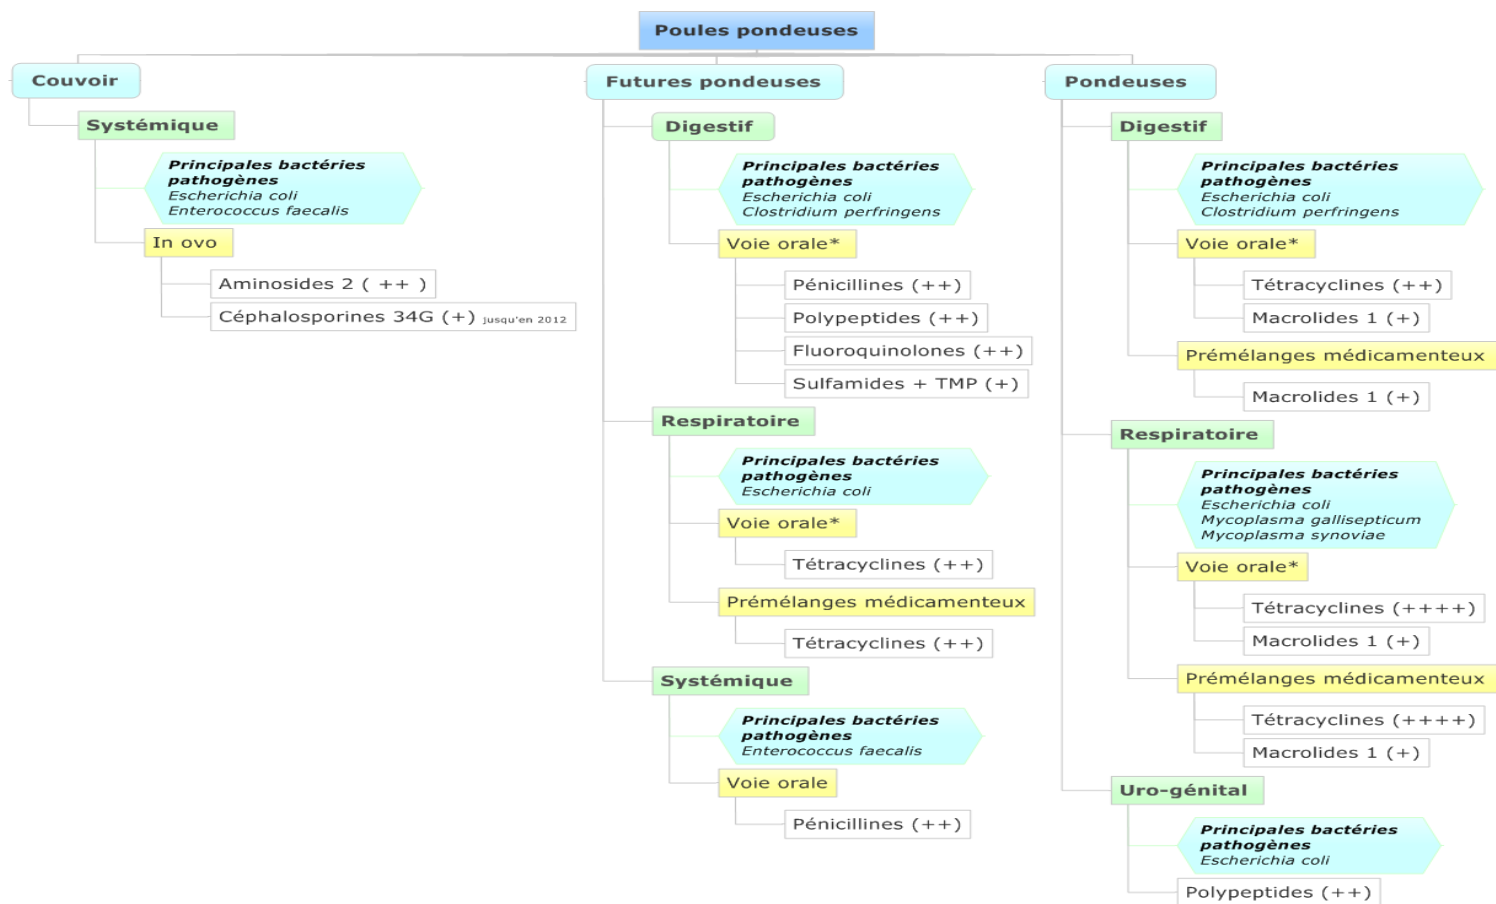 Poules pondeuses
Couvoir
Systémique
Principales bactéries
pathogènes
Escherichia coli
Enterococcus faecalis
In ovo
Aminosides 2 ( ++ )
Céphalosporines 34G (+) jusqu'en 2012
Futures pondeuses
Digestif
Principales bactéries
pathogènes
Escherichia coli
Clostridium perfringens
Voie orale*
Pénicillines (++)
Polypeptides (++)
Fluoroquinolones (++)
Sulfamides + TMP (+)
Respiratoire
Principales bactéries
pathogènes
Escherichia coli
Voie orale*
Tétracyclines (++)
Prémélanges médicamenteux
Tétracyclines (++)
Systémique
Principales bactéries
pathogènes
Enterococcus faecalis
Voie orale
Pénicillines (++)
Pondeuses
Digestif
Principales bactéries
pathogènes
Escherichia coli
Clostridium perfringens
Voie orale*
Tétracyclines (++)
Macrolides 1 (+)
Prémélanges médicamenteux
Macrolides 1 (+)
Respiratoire
Principales bactéries
pathogènes
Escherichia coli
Mycoplasma gallisepticum
Mycoplasma synoviae
Voie orale*
Tétracyclines (++++)
Macrolides 1 (+)
Prémélanges médicamenteux
Tétracyclines (++++)
Macrolides 1 (+)
Uro-génital
Principales bactéries
pathogènes
Escherichia coli
Polypeptides (++)